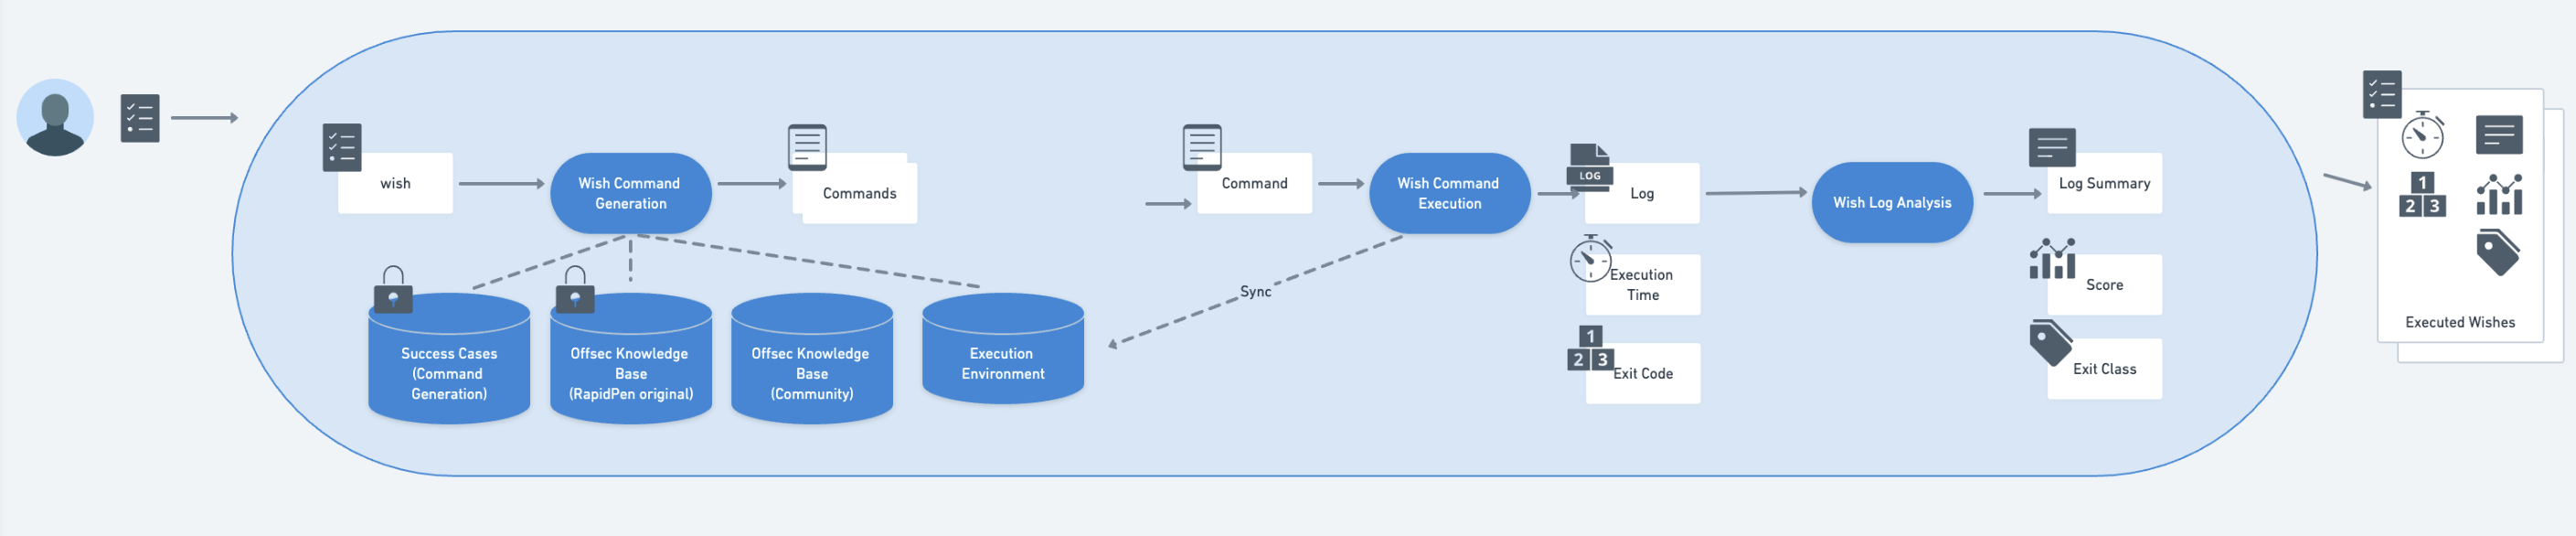 wish
Wish Command
Generation
Commands
Success Cases
(Command
Generation)
Offsec Knowledge
Base
(RapidPen original)
Offsec Knowledge
Base
(Community)
Execution
Environment
Command
Wish Command
Execution
Sync
LOG
Log
Execution
Time
1
2 3
Exit Code
Wish Log Analysis
Log Summary
Score
Exit Class
1
2 3
Executed Wishes